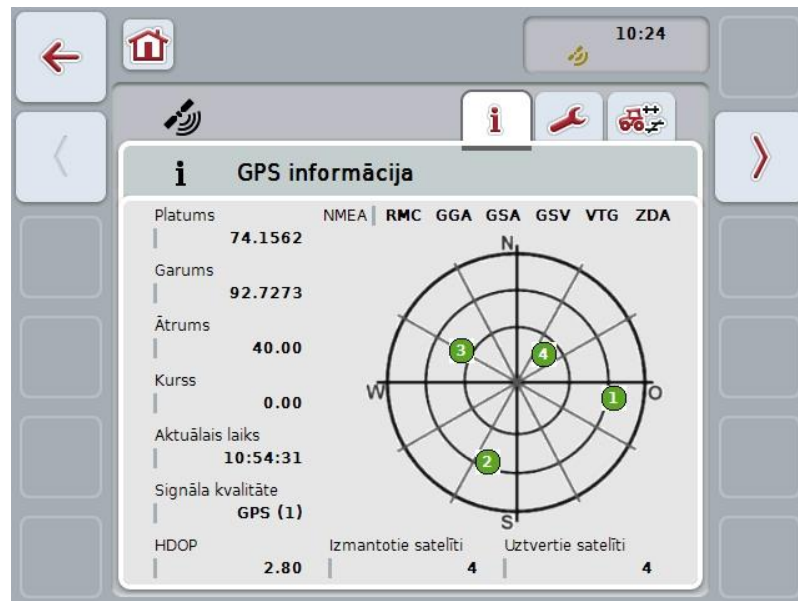 10:24
i
i GPS informācija
Platums
74.1562
NMEA RMC GGA GSA GSV VTG ZDA
Garums
92.7273
Ātrums
40.00
Kurss
0.00
Aktuālais laiks
10:54:31
Signāla kvalitāte
GPS (1)
HDOP
2.80
N
3
4
W
1
O
2
S
Izmantotie satelīti
4
Uztvertie satelīti
4